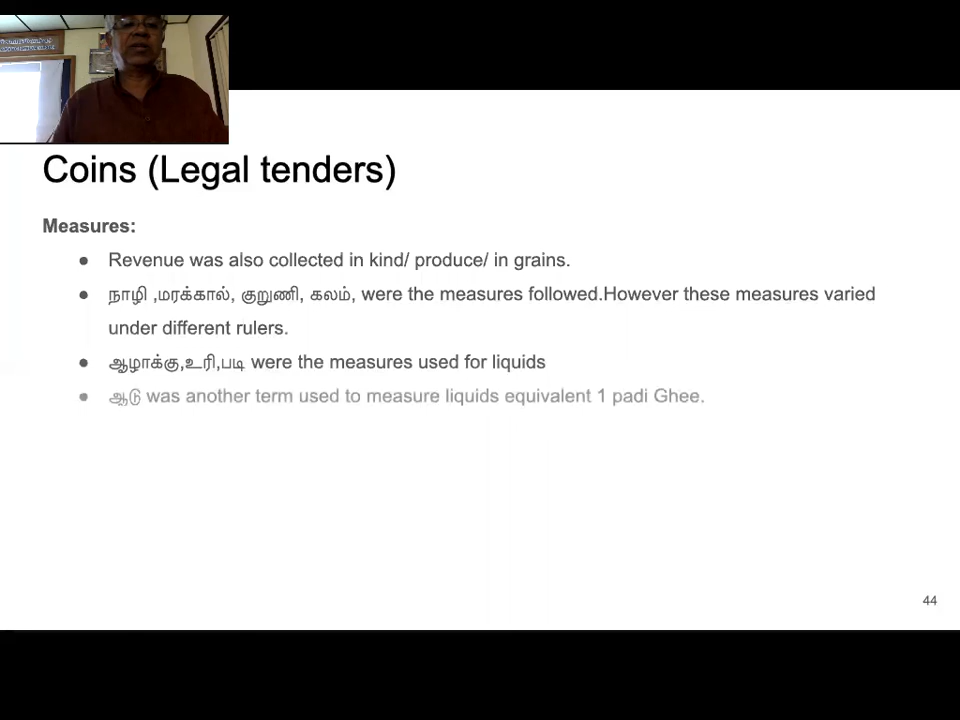 Coins (Legal tenders)
Measures:
● Revenue was also collected in kind/ produce/ in grains.
● நாழி ,மரக்கால், குறுணி, கலம், were the measures followed.However these measures varied
under different rulers.
● ஆழாக்கு,உரி,படி were the measures used for liquids
● ஆடு was another term used to measure liquids equivalent 1 padi Ghee.
44